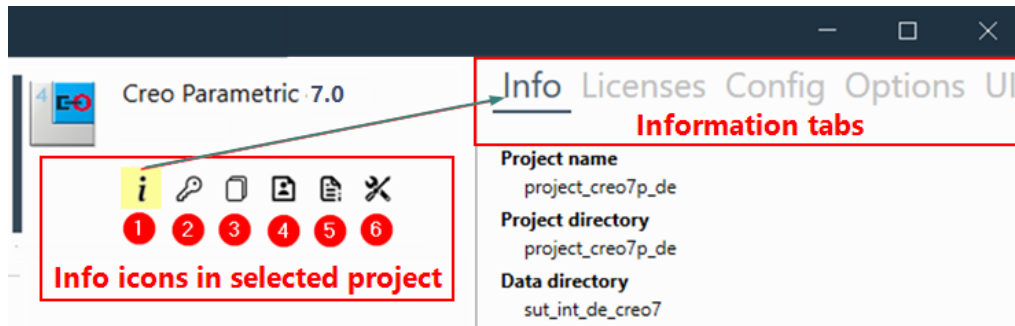 Creo Parametric 7.0
Info Licenses Config Options UI
Information tabs
4
i
1 2 3 4 5 6
Info icons in selected project
Project name
project_creo7p_de
Project directory
project_creo7p_de
Data directory
sut_int_de_creo7